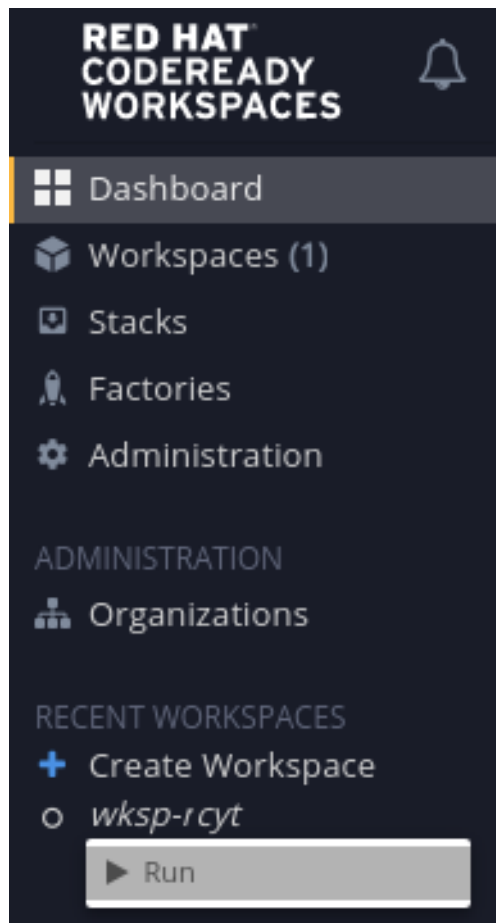 RED HAT
CODEREADY
WORKSPACES
Dashboard
Workspaces (1)
Stacks
Factories
Administration
ADMINISTRATION
Organizations
RECENT WORKSPACES
Create Workspace
wksp-rcyt
Run